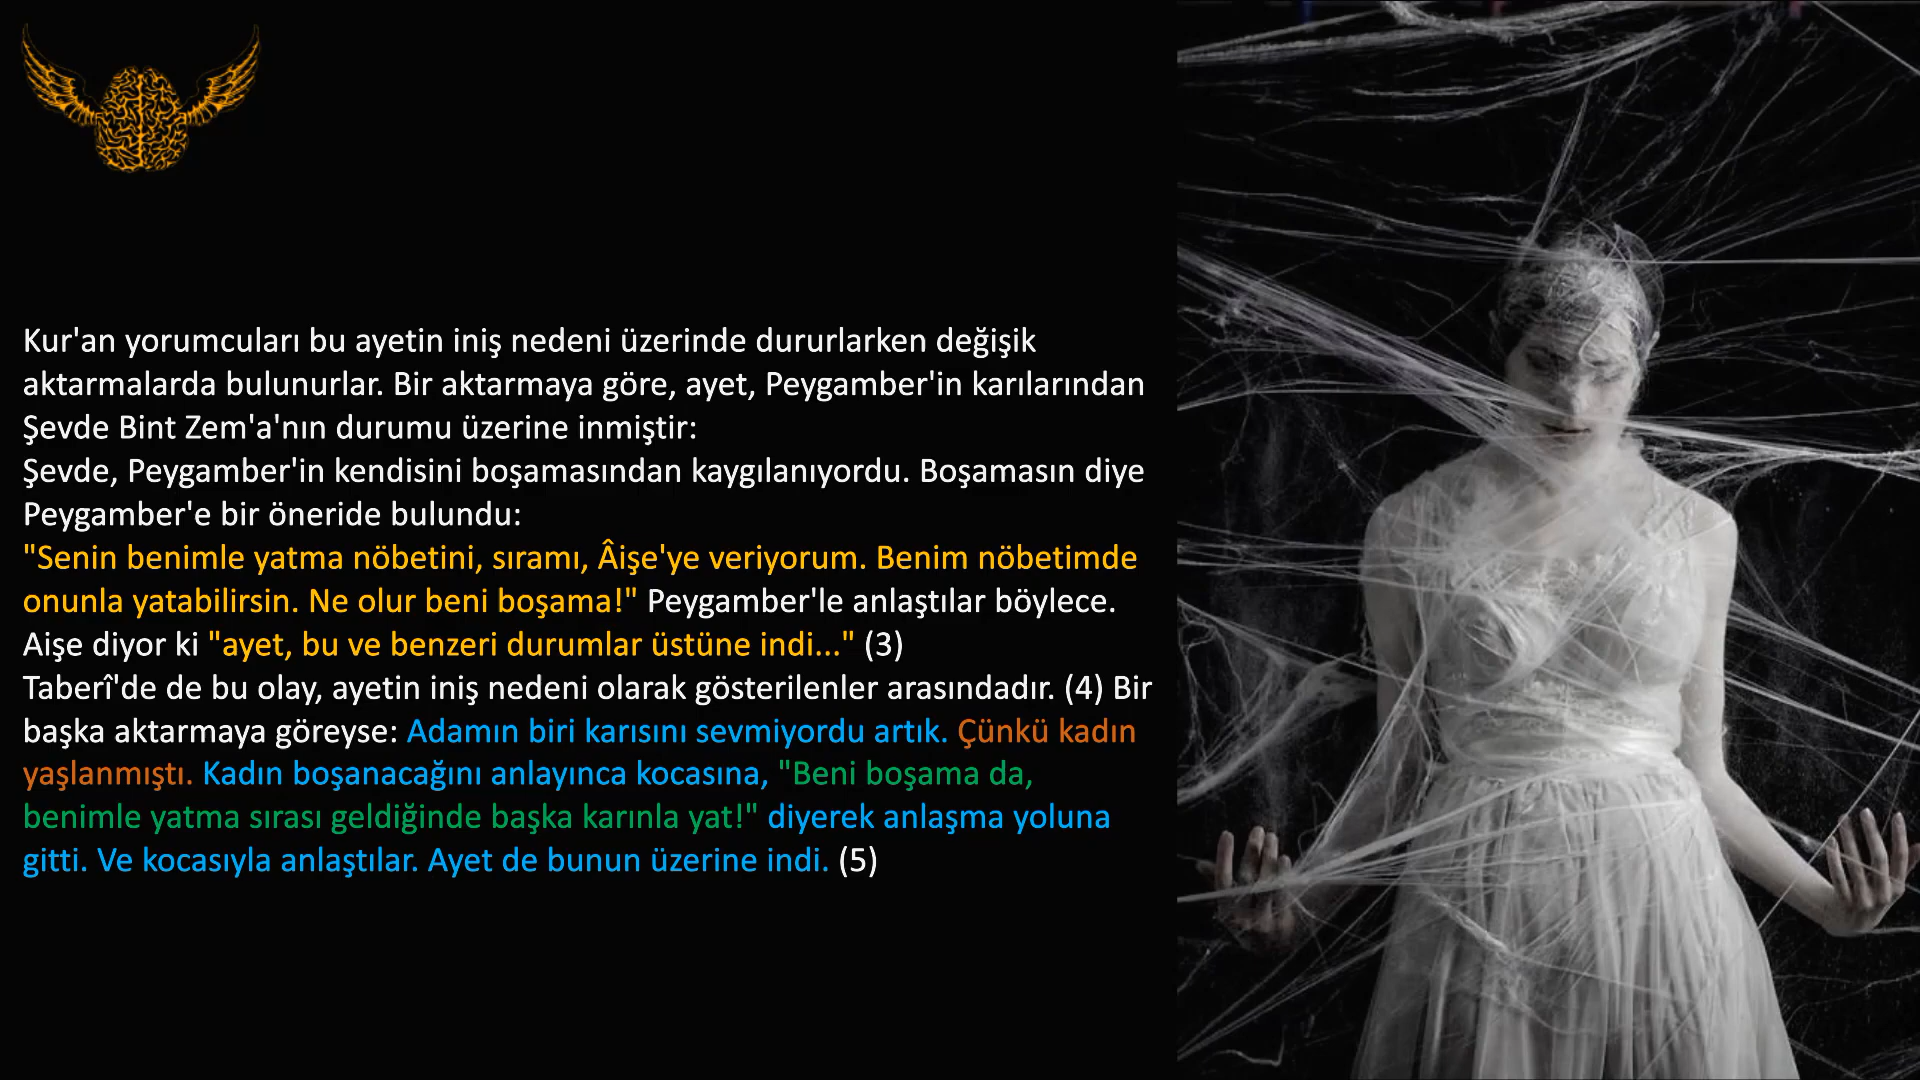 Kur'an yorumcuları bu ayetin iniş nedeni üzerinde dururlarken değişik
aktarmalarda bulunurlar. Bir aktarmaya göre, ayet, Peygamber'in karılarından
Şevde Bint Zem'a'nın durumu üzerine inmiştir:
Şevde, Peygamber'in kendisini boşamasından kaygılanıyordu. Boşamasın diye
Peygamber'e bir öneride bulundu:
"Senin benimle yatma nöbetini, sıramı, Âişe'ye veriyorum. Benim nöbetimde
onunla yatabilirsin. Ne olur beni boşama!" Peygamber'le anlaştılar böylece.
Aişe diyor ki "ayet, bu ve benzeri durumlar üstüne indi..." (3)
Taberî'de de bu olay, ayetin iniş nedeni olarak gösterilenler arasındadır. (4) Bir
başka aktarmaya göreyse: Adamın biri karısını sevmiyordu artık. Çünkü kadın
yaşlanmıştı. Kadın boşanacağını anlayınca kocasına, "Beni boşama da,
benimle yatma sırası geldiğinde başka karınla yat!" diyerek anlaşma yoluna
gitti. Ve kocasıyla anlaştılar. Ayet de bunun üzerine indi. (5)